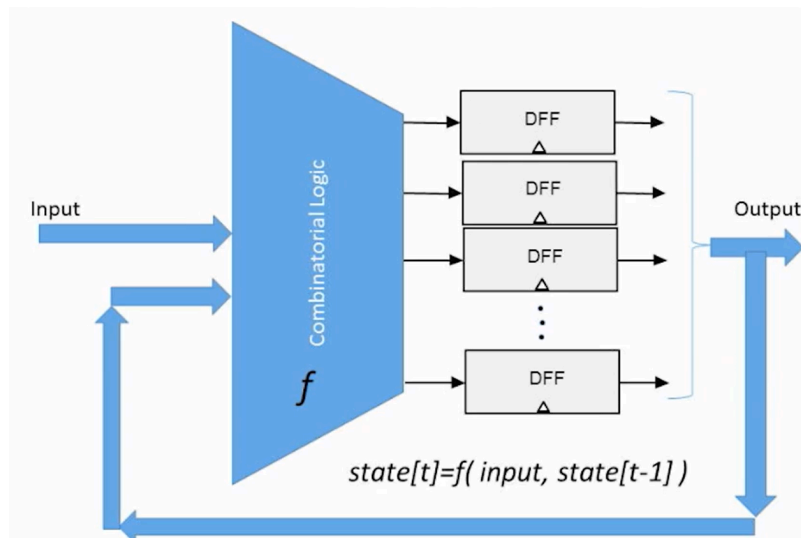 Input
Combinatorial Logic
f
DFF
DFF
DFF
DFF
Output
state[t]=f( input, state[t-1] )